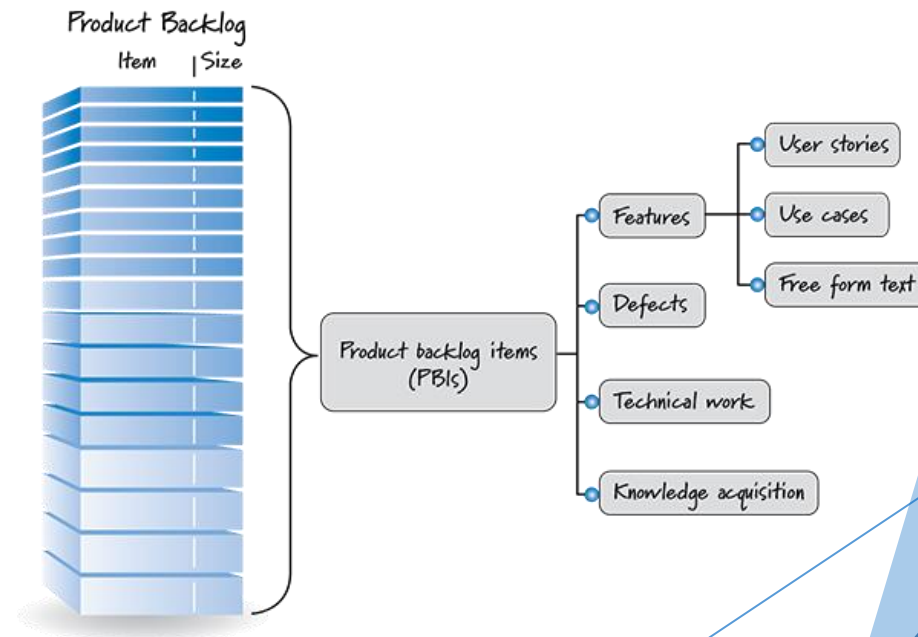 Product Backlog
Item | Size
Product backlog items
(PBIs)
Features
Defects
Technical work
Knowledge acquisition
User stories
Use cases
Free form text